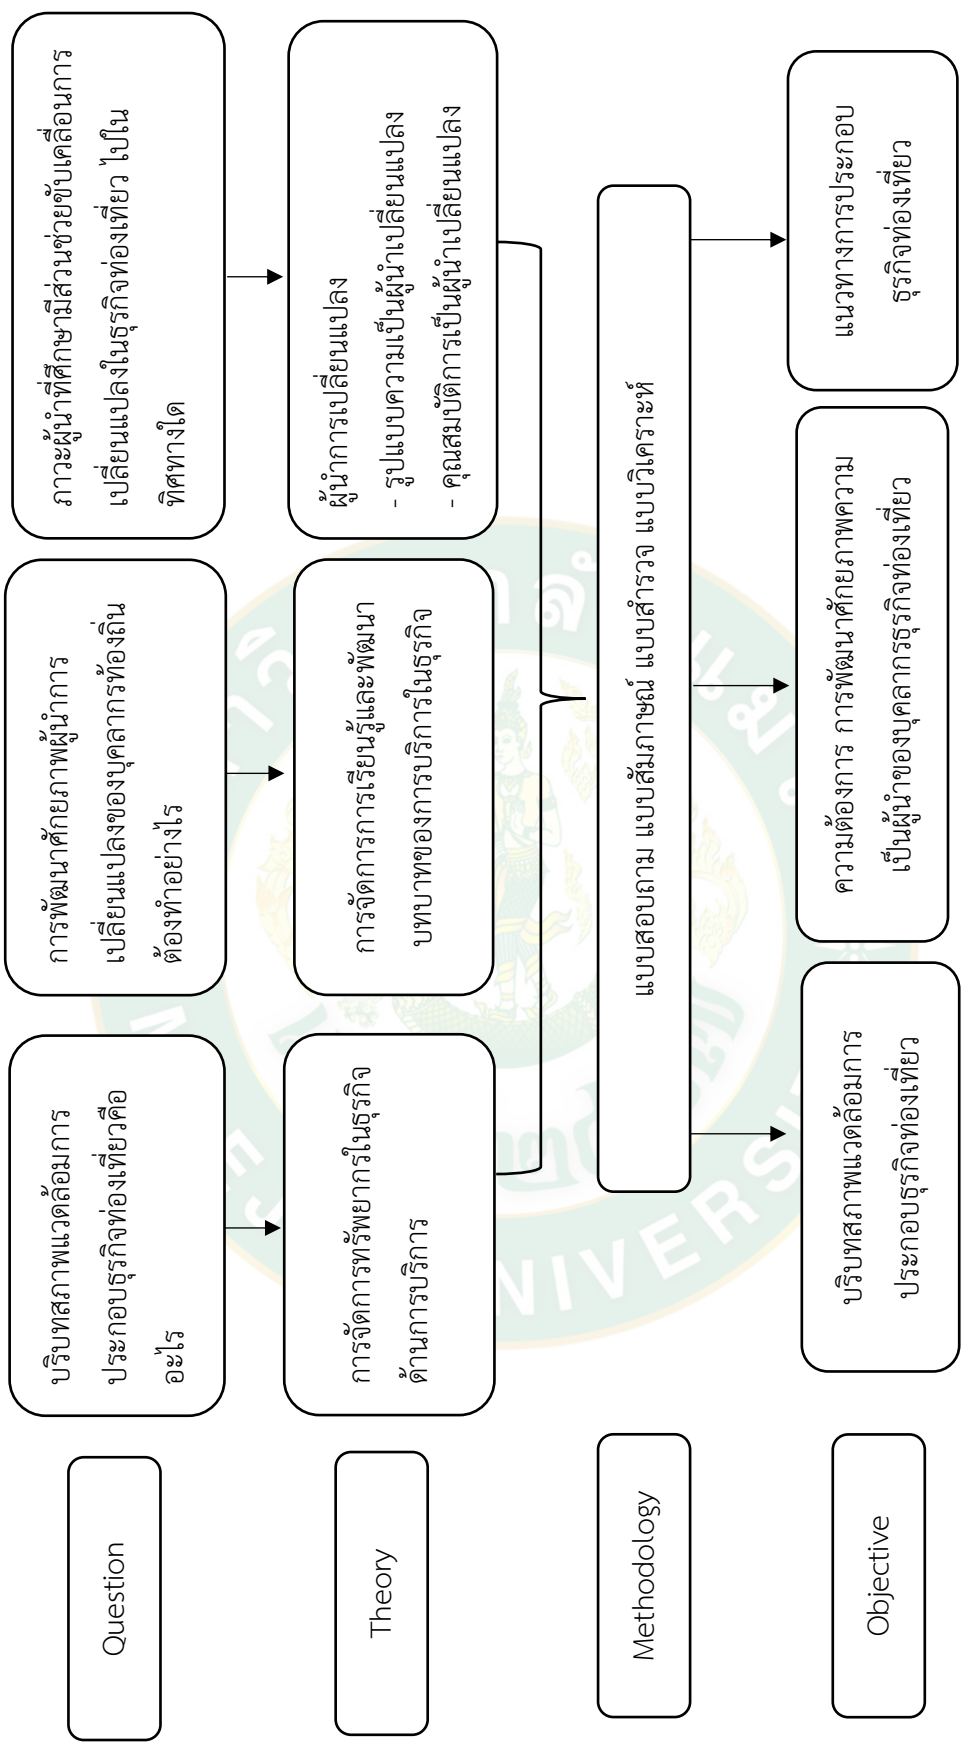 Question
บริบทสภาพแวดล้อมการ
ประกอบธุรกิจท่องเที่ยวคือ
อะไร
การพัฒนาศักยภาพผู้นำการ
เปลี่ยนแปลงของบุคลากรท้องถิ่น
ต้องทำอย่างไร
ภาวะผู้นำที่ศึกษามีส่วนช่วยขับเคลื่อนการ
เปลี่ยนแปลงในธุรกิจท่องเที่ยว ไปใน
ทิศทางใด
Theory
การจัดการทรัพยากรในธุรกิจ
ด้านการบริการ
การจัดการการเรียนรู้และพัฒนา
บทบาทของการบริการในธุรกิจ
ผู้นำการเปลี่ยนแปลง
- รูปแบบความเป็นผู้นำเปลี่ยนแปลง
- คุณสมบัติการเป็นผู้นำเปลี่ยนแปลง
Methodology
แบบสอบถาม แบบสัมภาษณ์ แบบสำรวจ แบบวิเคราะห์
Objective
บริบทสภาพแวดล้อมการ
ประกอบธุรกิจท่องเที่ยว
ความต้องการ การพัฒนาศักยภาพความ
เป็นผู้นำของบุคลากรธุรกิจท่องเที่ยว
แนวทางการประกอบ
ธุรกิจท่องเที่ยว